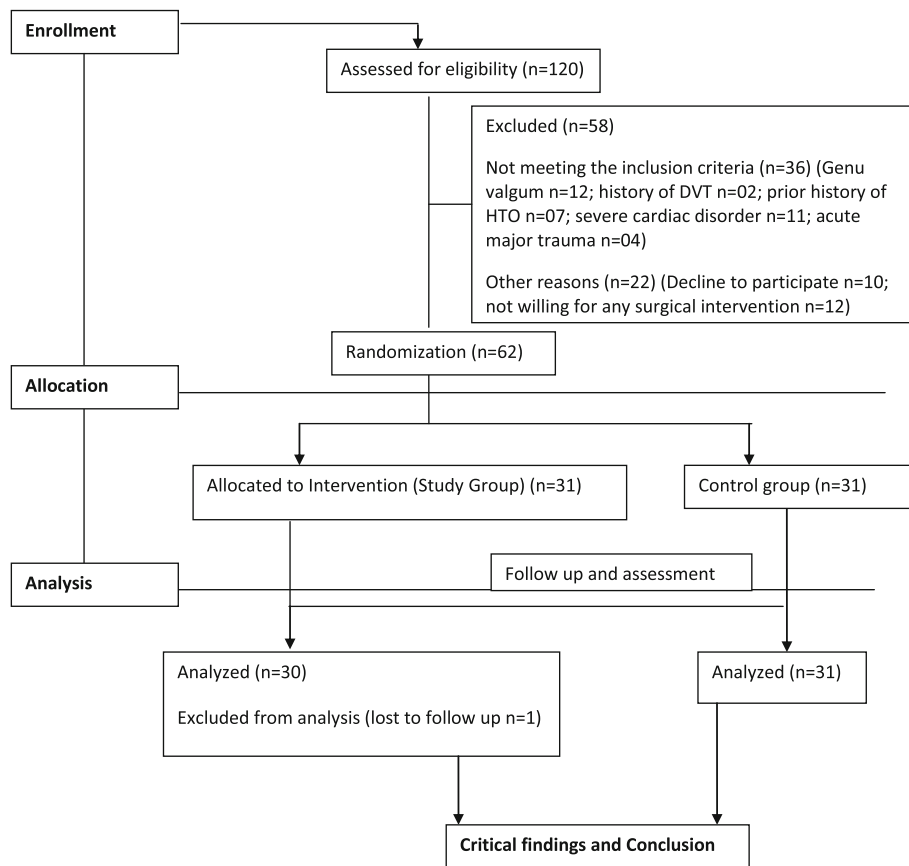 Enrollment
Assessed for eligibility (n=120)
Excluded (n=58)
Not meeting the inclusion criteria (n=36) (Genu
valgum n=12; history of DVT n=02; prior history of
HTO n=07; severe cardiac disorder n=11; acute
major trauma n=04)
Other reasons (n=22) (Decline to participate n=10;
not willing for any surgical intervention n=12)
Randomization (n=62)
Allocation
Allocated to Intervention (Study Group) (n=31)
Control group (n=31)
Follow up and assessment
Analysis
Analyzed (n=30)
Excluded from analysis (lost to follow up n=1)
Analyzed (n=31)
Critical findings and Conclusion